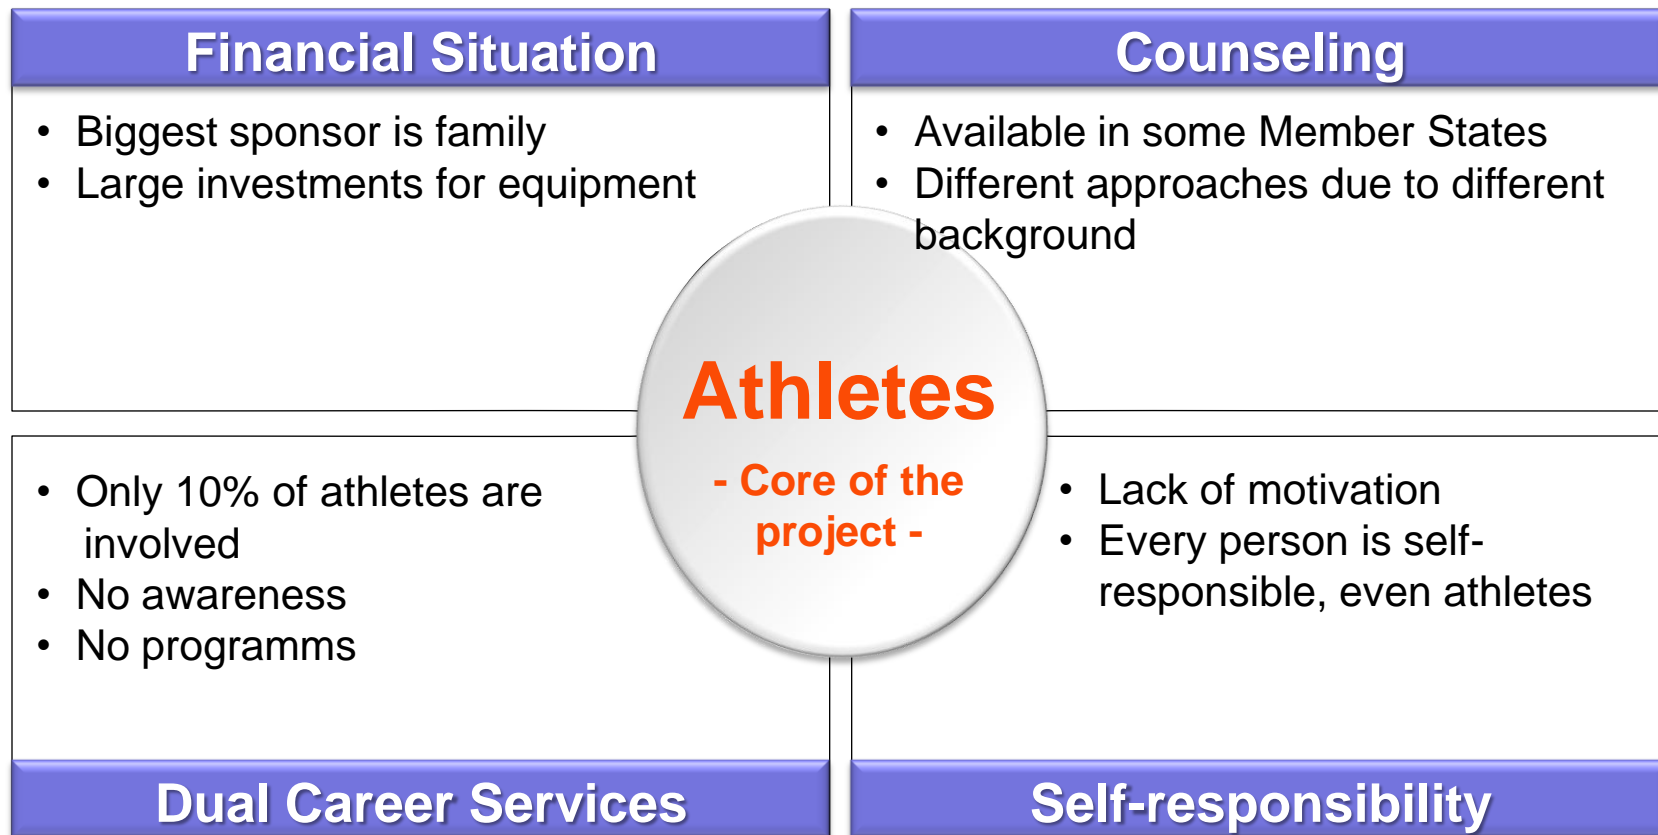 Financial Situation
• Biggest sponsor is family
• Large investments for equipment
Counseling
• Available in some Member States
• Different approaches due to different
background
Athletes
- Core of the
project -
• Only 10% of athletes are
involved
• No awareness
• No programms
Dual Career Services
• Lack of motivation
• Every person is self-
responsible, even athletes
Self-responsibility